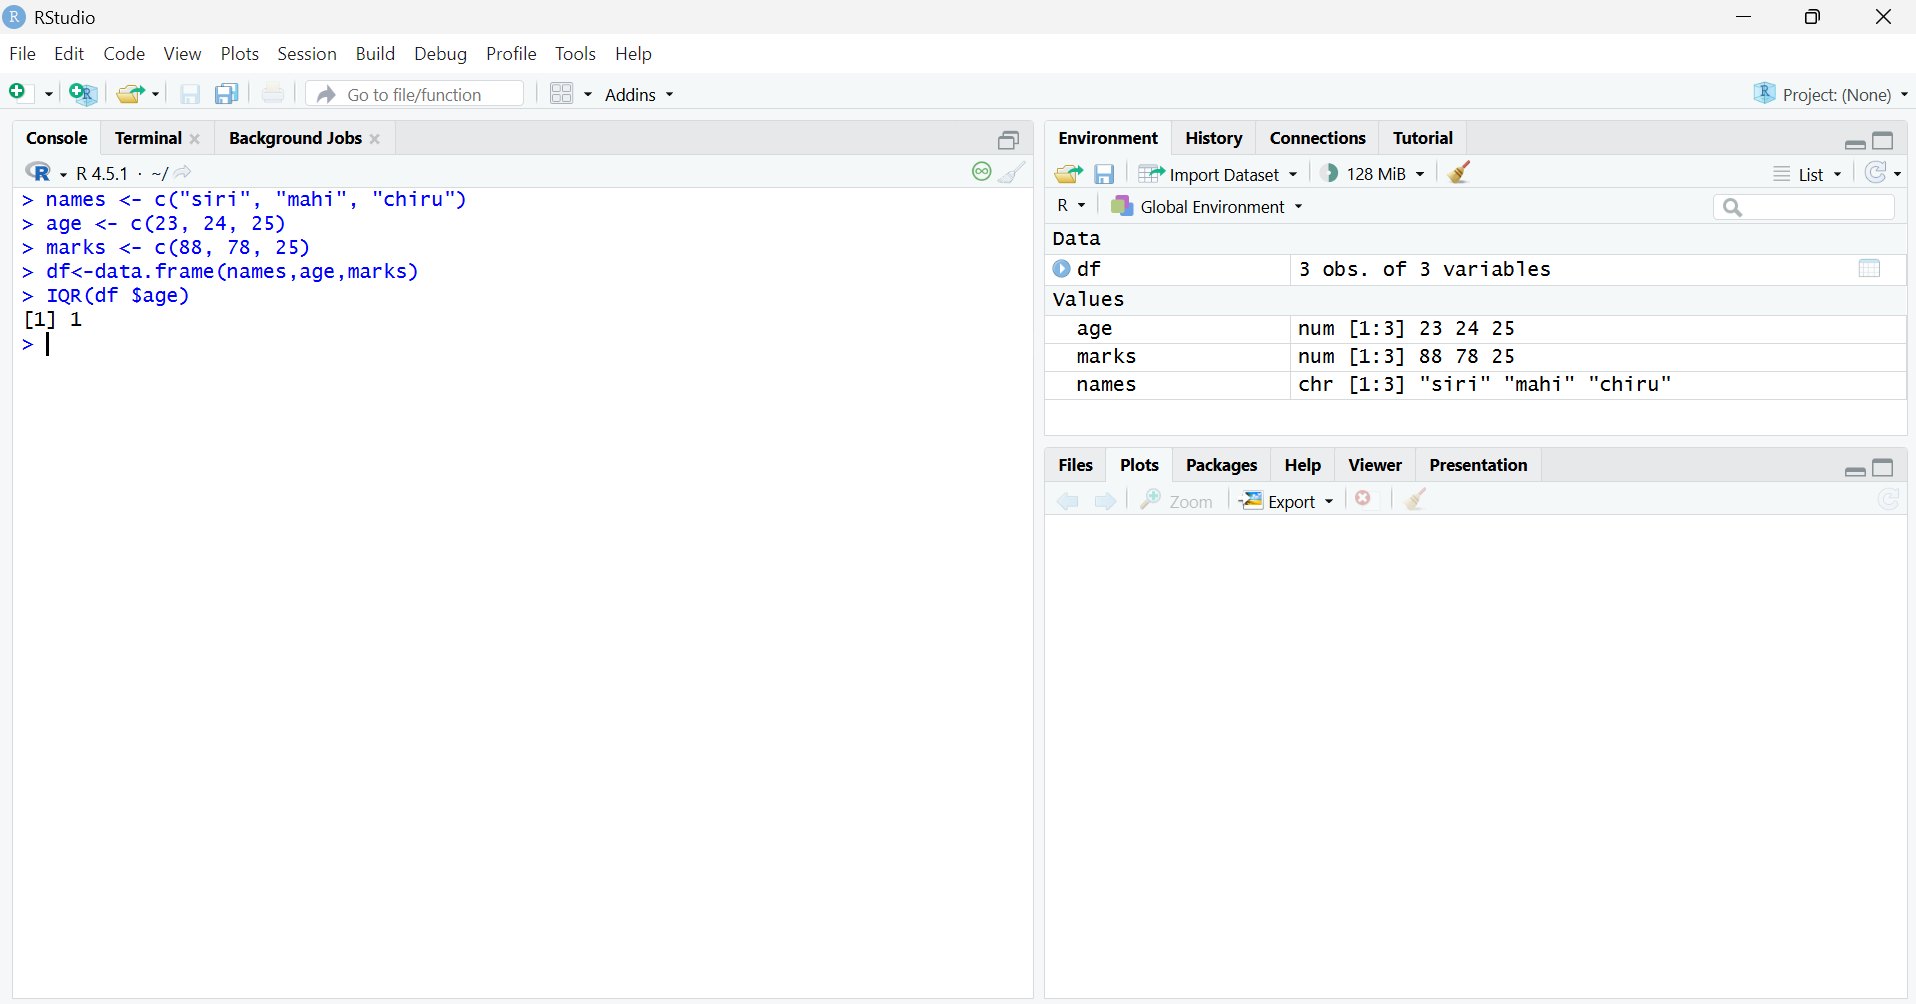 RStudio
File Edit Code View Plots Session Build Debug Profile Tools Help
Go to file/function Addins Project: (None)
Console Terminal Background Jobs
R 4.5.1 · ~/
> names <- c("siri", "mahi", "chiru")
> age <- c(23, 24, 25)
> marks <- c(88, 78, 25)
> df<-data.frame(names,age,marks)
> IQR(df $age)
[1] 1
>
Environment History Connections Tutorial
Import Dataset 128 MiB List
R Global Environment
Data
df 3 obs. of 3 variables
Values
age num [1:3] 23 24 25
marks num [1:3] 88 78 25
names chr [1:3] "siri" "mahi" "chiru"
Files Plots Packages Help Viewer Presentation
Zoom Export